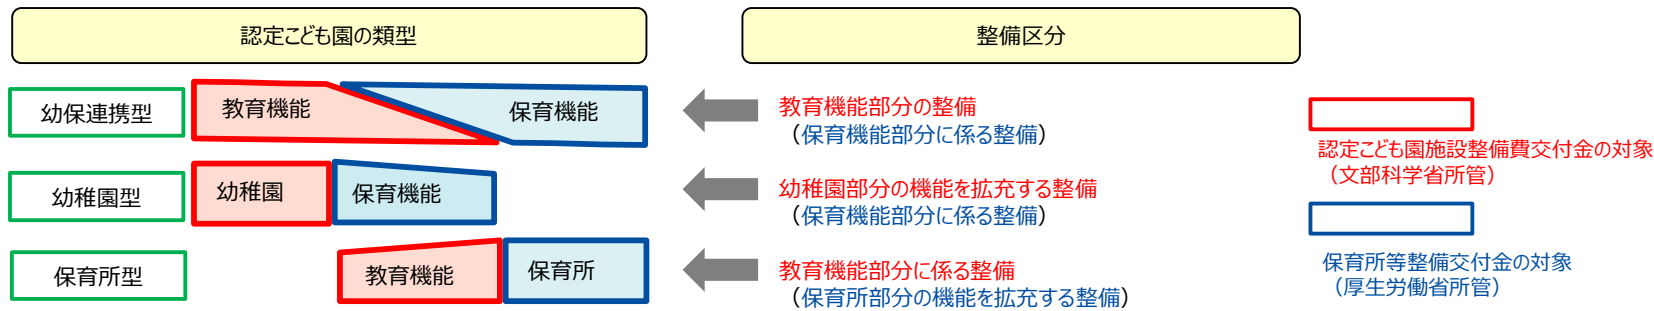 認定こども園の類型
整備区分
幼保連携型
教育機能
保育機能
教育機能部分の整備
（保育機能部分に係る整備）
幼稚園型
幼稚園
保育機能
幼稚園部分の機能を拡充する整備
（保育機能部分に係る整備）
保育所型
教育機能
保育所
教育機能部分に係る整備
（保育所部分の機能を拡充する整備）
認定こども園施設整備費交付金の対象
（文部科学省所管）
保育所等整備交付金の対象
（厚生労働省所管）